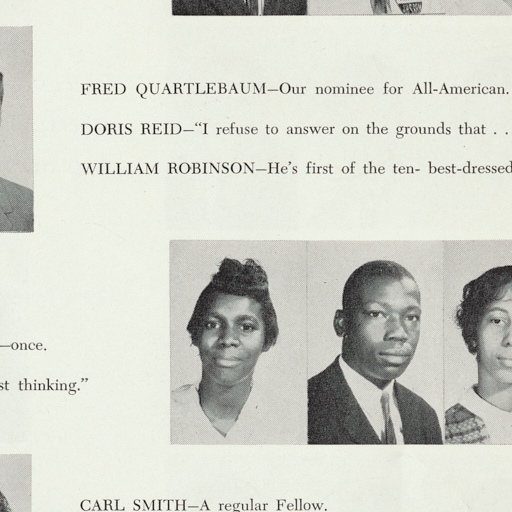 FRED QUARTLEBAUM—Our nominee for All-American.
DORIS REID—“I refuse to answer on the grounds that . .
WILLIAM ROBINSON—He’s first of the ten- best-dressed
—once.
st thinking.”
CARL SMITH—A regular Fellow.